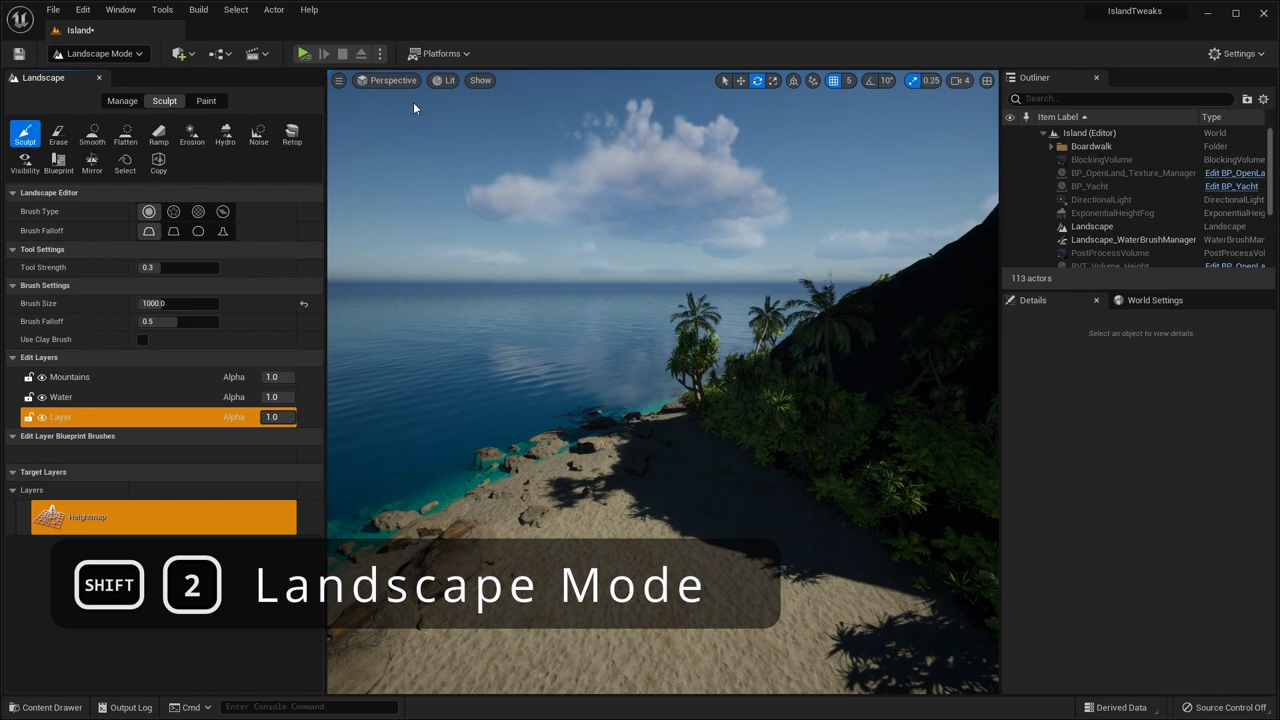 File Edit Window Tools Build Select Actor Help
IslandTweaks
Island*
Landscape Mode
Platforms
Settings
Landscape
Manage Sculpt Paint
Sculpt Erase Smooth Flatten Ramp Erosion Hydro Noise Retop
Visibility Blueprint Mirror Select Copy
Landscape Editor
Brush Type
Brush Falloff
Tool Settings
Tool Strength 0.3
Brush Settings
Brush Size 1000.0
Brush Falloff 0.5
Use Clay Brush
Edit Layers
Mountains Alpha 1.0
Water Alpha 1.0
Layer Alpha 1.0
Edit Layer Blueprint Brushes
Target Layers
Layers
Heightmap
Perspective Lit Show
5 10° 0.25 4
Outliner
Search...
Item Label Type
Island (Editor) World
Boardwalk Folder
BlockingVolume BlockingVolume
BP_OpenLand_Texture_Manager Edit BP_OpenLa
BP_Yacht Edit BP_Yacht
DirectionalLight DirectionalLight
ExponentialHeightFog ExponentialHeig
Landscape Landscape
Landscape_WaterBrushManager WaterBrushMar
PostProcessVolume PostProcessVol
RVT_Volume_Height Edit BP_OpenLa
113 actors
Details World Settings
Select an object to view details.
SHIFT 2 Landscape Mode
Content Drawer Output Log Cmd Enter Console Command
Derived Data Source Control Off